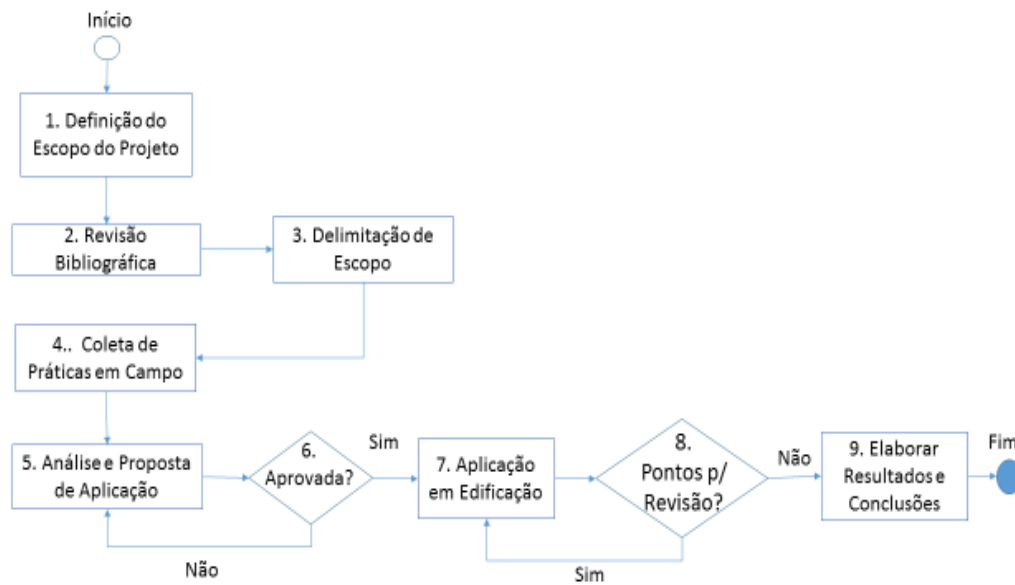 Início
1. Definição do
Escopo do Projeto
2. Revisão
Bibliográfica
3. Delimitação de
Escopo
4.. Coleta de
Práticas em Campo
5. Análise e Proposta
de Aplicação
6.
Aprovada?
Sim
Não
7. Aplicação
em Edificação
8.
Pontos p/
Revisão?
Não
Sim
9. Elaborar
Resultados e
Conclusões
Fim